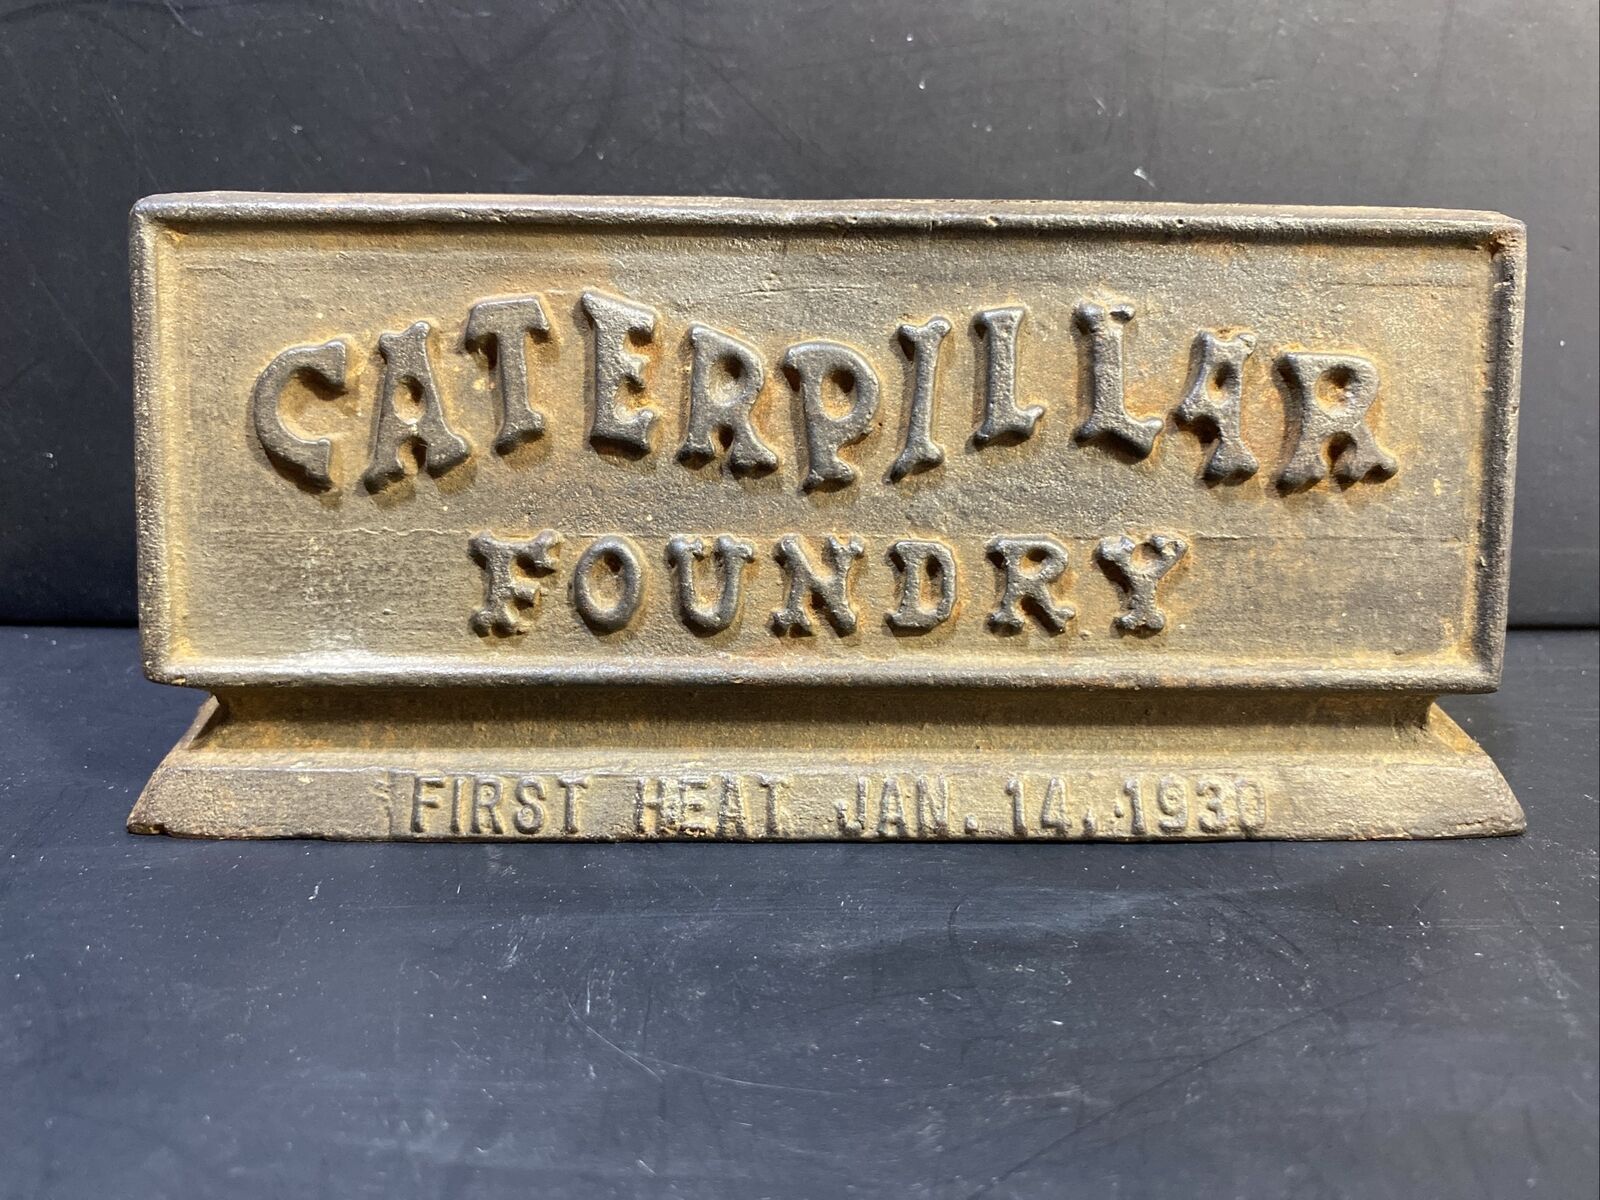 CATERPILLAR
FOUNDRY
FIRST HEAT JAN. 14, 1930